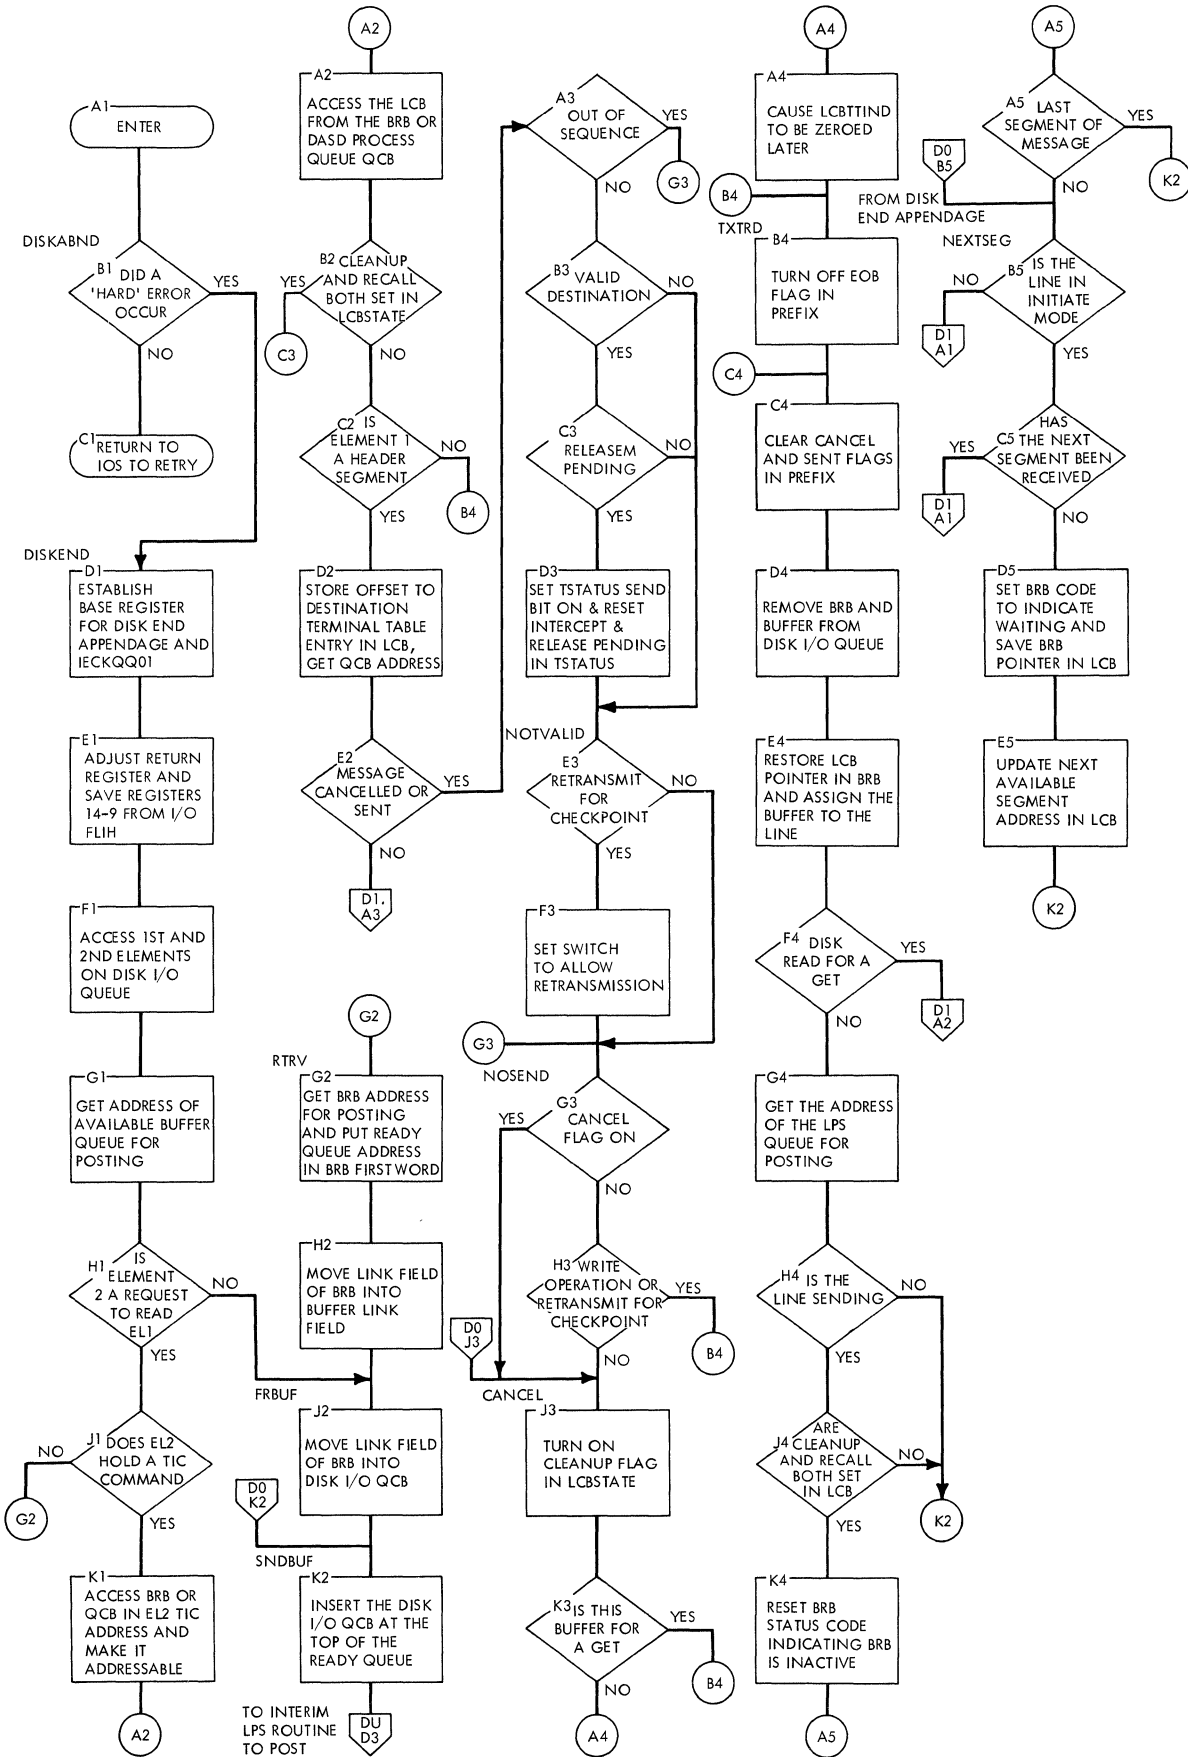 A1
ENTER
DISKABND
B1
DID A
'HARD' ERROR
OCCUR
YES
NO
C1
RETURN TO
IOS TO RETRY
DISKEND
D1
ESTABLISH
BASE REGISTER
FOR DISK END
APPENDAGE AND
IECKQQ01
E1
ADJUST RETURN
REGISTER AND
SAVE REGISTERS
14-9 FROM I/O
FLIH
F1
ACCESS 1ST AND
2ND ELEMENTS
ON DISK I/O
QUEUE
G1
GET ADDRESS OF
AVAILABLE BUFFER
QUEUE FOR
POSTING
H1
IS
ELEMENT
2 A REQUEST
TO READ
EL1
NO
YES
FRBUF
J1
DOES EL2
HOLD A TIC
COMMAND
NO
G2
YES
K1
ACCESS BRB OR
QCB IN EL2 TIC
ADDRESS AND
MAKE IT
ADDRESSABLE
A2
A2
A2
ACCESS THE LCB
FROM THE BRB OR
DASD PROCESS
QUEUE QCB
B2
CLEANUP
AND RECALL
BOTH SET IN
LCBSTATE
YES
C3
NO
C2
IS
ELEMENT 1
A HEADER
SEGMENT
NO
B4
YES
D2
STORE OFFSET TO
DESTINATION
TERMINAL TABLE
ENTRY IN LCB,
GET QCB ADDRESS
E2
MESSAGE
CANCELLED OR
SENT
YES
NO
D1.
A3
G2
RTRV
G2
GET BRB ADDRESS
FOR POSTING
AND PUT READY
QUEUE ADDRESS
IN BRB FIRST WORD
H2
MOVE LINK FIELD
OF BRB INTO
BUFFER LINK
FIELD
J2
MOVE LINK FIELD
OF BRB INTO
DISK I/O QCB
D0
K2
SNDBUF
K2
INSERT THE DISK
I/O QCB AT THE
TOP OF THE
READY QUEUE
TO INTERIM
LPS ROUTINE
TO POST
DU
D3
A3
OUT OF
SEQUENCE
YES
G3
NO
B3
VALID
DESTINATION
NO
YES
C3
RELEASEM
PENDING
NO
YES
D3
SET TSTATUS SEND
BIT ON & RESET
INTERCEPT &
RELEASE PENDING
IN TSTATUS
NOTVALID
E3
RETRANSMIT
FOR
CHECKPOINT
NO
YES
F3
SET SWITCH
TO ALLOW
RETRANSMISSION
G3
NOSEND
G3
CANCEL
FLAG ON
YES
NO
H3
WRITE
OPERATION OR
RETRANSMIT FOR
CHECKPOINT
YES
B4
NO
D0
J3
CANCEL
J3
TURN ON
CLEANUP FLAG
IN LCBSTATE
K3
IS THIS
BUFFER FOR
A GET
YES
B4
NO
A4
A4
A4
CAUSE LCBTTIND
TO BE ZEROED
LATER
B4
TXTRD
B4
TURN OFF EOB
FLAG IN
PREFIX
C4
C4
CLEAR CANCEL
AND SENT FLAGS
IN PREFIX
D4
REMOVE BRB AND
BUFFER FROM
DISK I/O QUEUE
E4
RESTORE LCB
POINTER IN BRB
AND ASSIGN THE
BUFFER TO THE
LINE
F4
DISK
READ FOR A
GET
YES
D1
A2
NO
G4
GET THE ADDRESS
OF THE LPS
QUEUE FOR
POSTING
H4
IS THE
LINE SENDING
NO
YES
J4
ARE
CLEANUP
AND RECALL
BOTH SET
IN LCB
NO
K2
YES
K4
RESET BRB
STATUS CODE
INDICATING BRB
IS INACTIVE
A5
A5
A5
LAST
SEGMENT OF
MESSAGE
YES
K2
NO
D0
B5
FROM DISK
END APPENDAGE
NEXTSEG
B5
IS THE
LINE IN
INITIATE
MODE
NO
D1
A1
YES
C5
HAS
THE NEXT
SEGMENT BEEN
RECEIVED
YES
D1
A1
NO
D5
SET BRB CODE
TO INDICATE
WAITING AND
SAVE BRB
POINTER IN LCB
E5
UPDATE NEXT
AVAILABLE
SEGMENT
ADDRESS IN LCB
K2